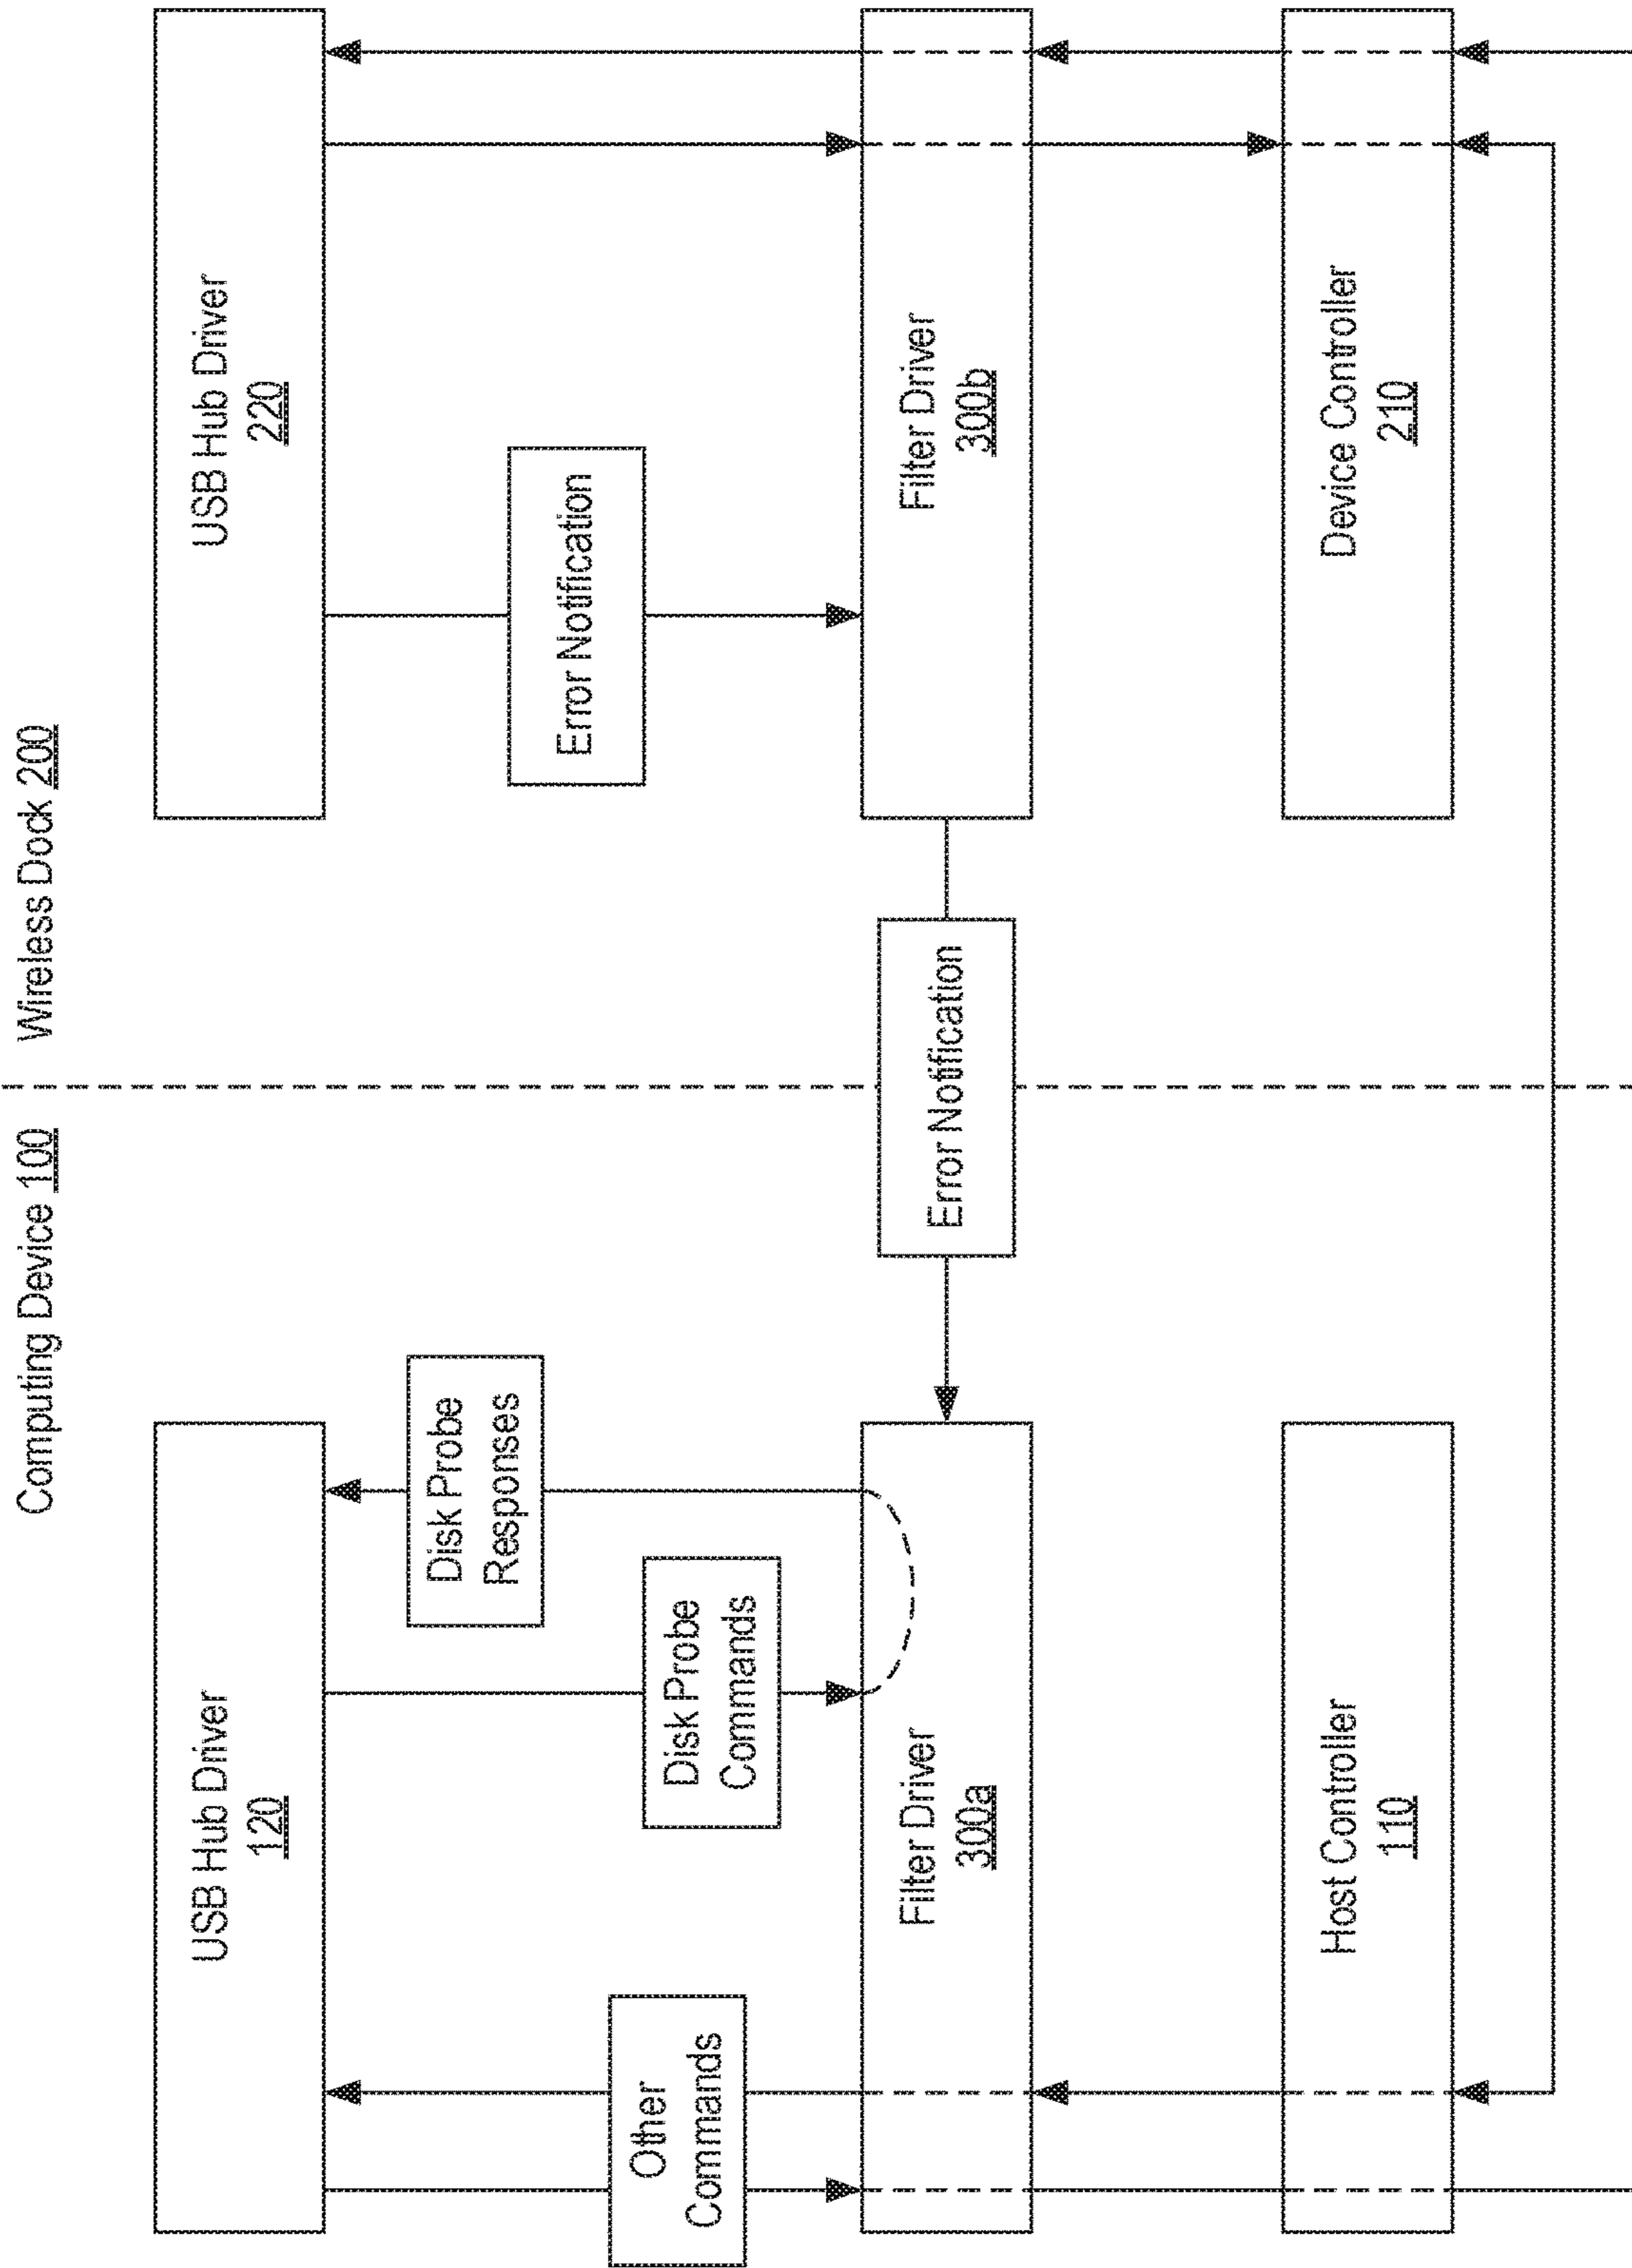 Computing Device 100
Wireless Dock 200
USB Hub Driver
120
USB Hub Driver
220
Disk Probe
Responses
Error Notification
Other
Commands
Disk Probe
Commands
Filter Driver
300a
Error Notification
Filter Driver
300b
Host Controller
110
Device Controller
210